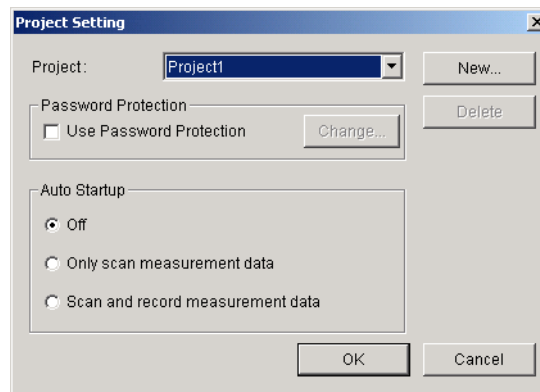 Project Setting
Project: Project1 New...
Password Protection Delete
Use Password Protection Change...
Auto Startup
Off
Only scan measurement data
Scan and record measurement data
OK Cancel